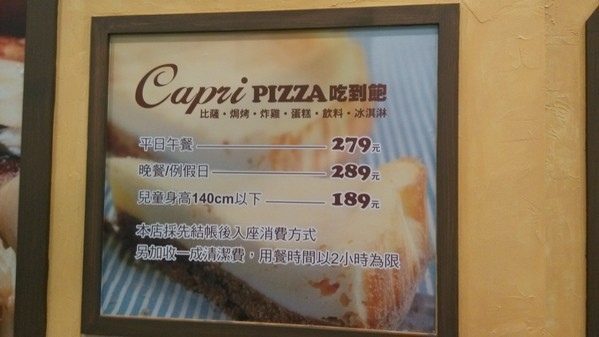 Capri PIZZA吃到飽
比薩·焗烤·炸雞·蛋糕·飲料·冰淇淋
平日午餐 279元
晚餐/例假日 289元
兒童身高140cm以下 189元
本店採先結帳後入座消費方式
另加收一成清潔費，用餐時間以2小時為限